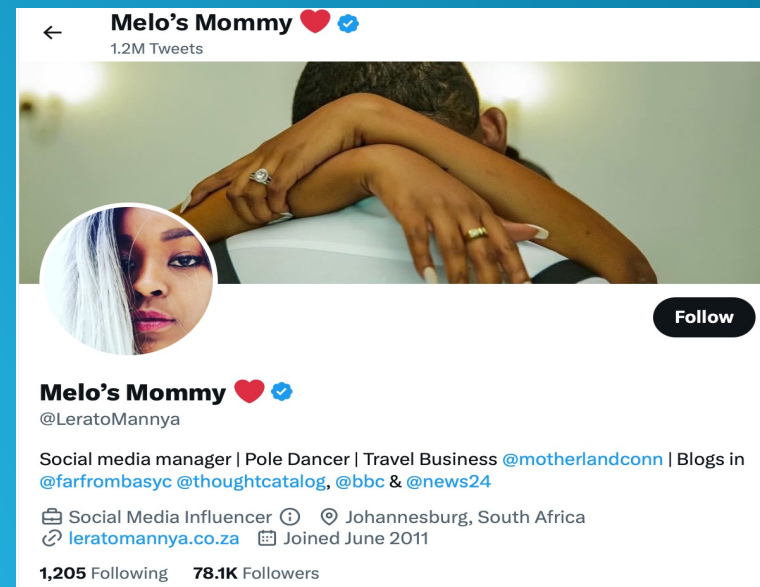 Melo’s Mommy ❤️
1.2M Tweets
Follow
Melo’s Mommy ❤️
@LeratoMannya
Social media manager | Pole Dancer | Travel Business @motherlandconn | Blogs in
@farfrombasyc @thoughtcatalog, @bbc & @news24
Social Media Influencer Johannesburg, South Africa
leratomannya.co.za Joined June 2011
1,205 Following 78.1K Followers